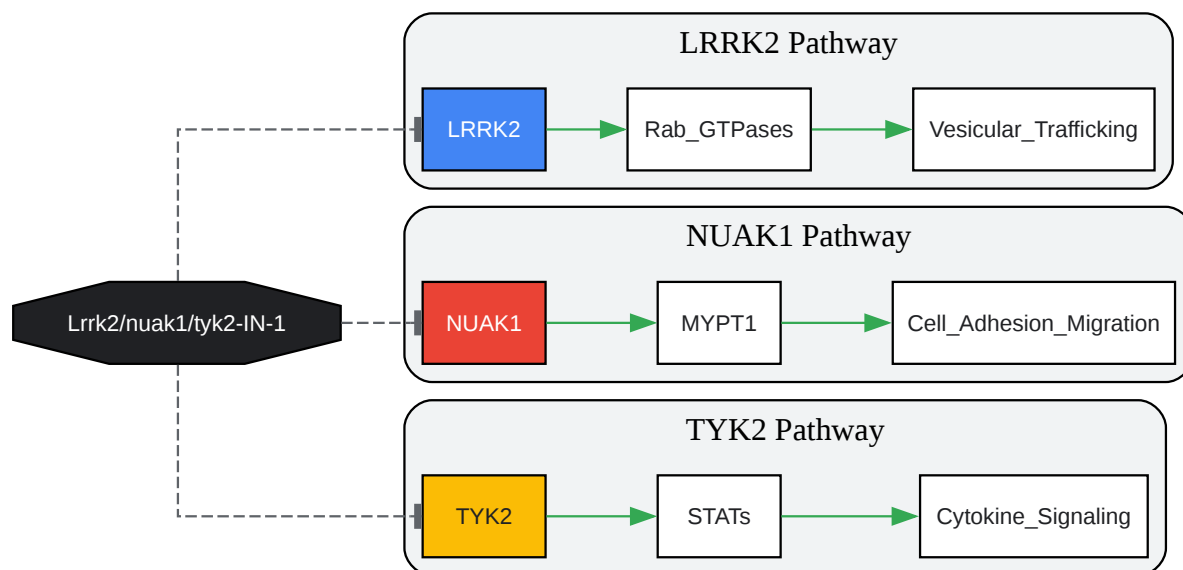 LRRK2 Pathway
LRRK2
Rab_GTPases
Vesicular_Trafficking
NUAK1 Pathway
Lrrk2/nuak1/tyk2-IN-1
NUAK1
MYPT1
Cell_Adhesion_Migration
TYK2 Pathway
TYK2
STATs
Cytokine_Signaling